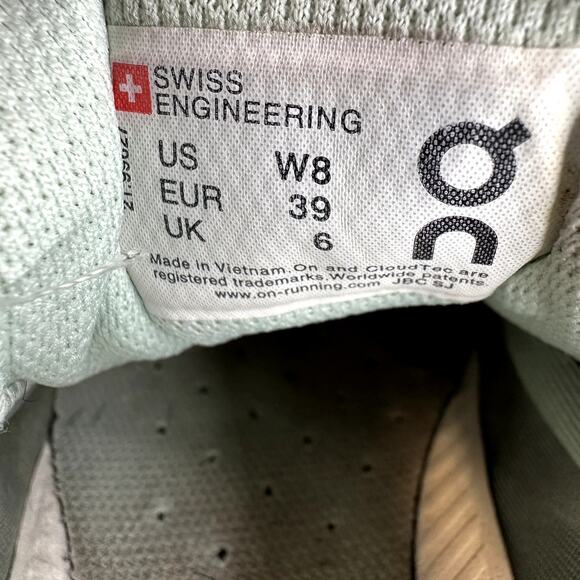 SWISS
ENGINEERING
US W8
EUR 39
UK 6
Made in Vietnam. On and CloudTec are
registered trademarks. Worldwide patents.
www.on-running.com JBC SJ
On